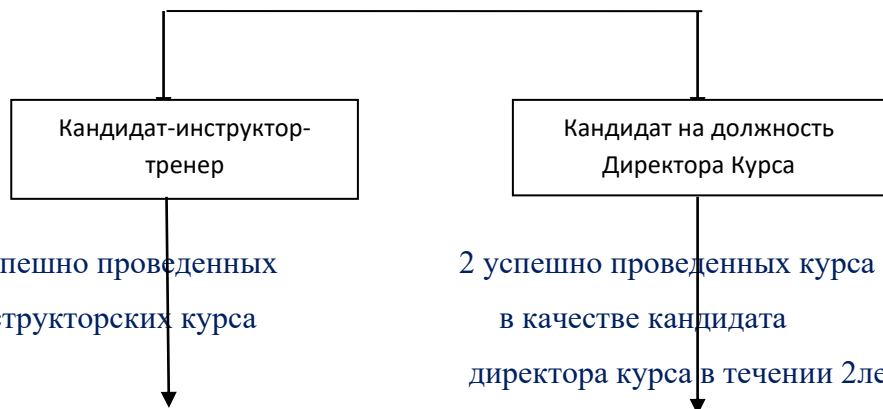 Кандидат-инструктор-
тренер
Кандидат на должность
Директора Курса
пешно проведенных
структорских курса
2 успешно проведенных курса
в качестве кандидата
директора курса в течении 2ле